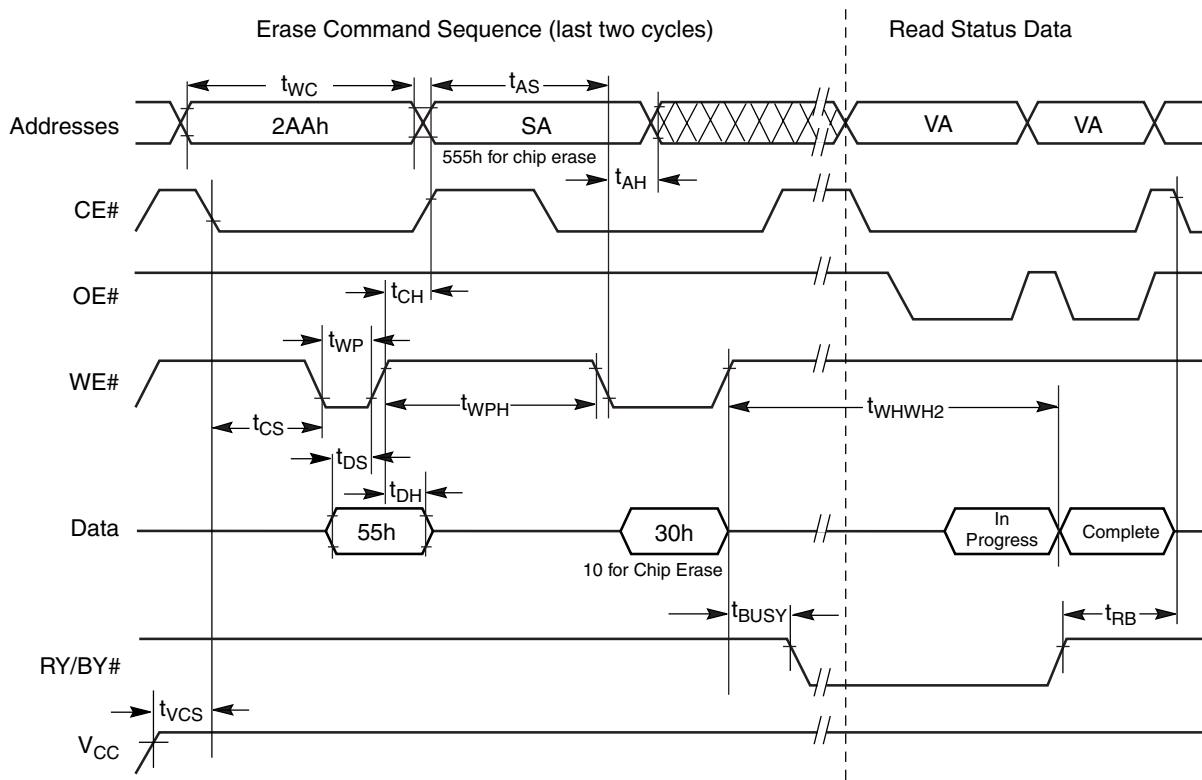 Erase Command Sequence (last two cycles)
Read Status Data
tWC
tAS
Addresses
2AAh
SA
VA
VA
555h for chip erase
tAH
CE#
OE#
tCH
tWP
WE#
tWPH
tWHWH2
tCS
tDS
tDH
Data
55h
30h
In
Progress
Complete
10 for Chip Erase
tBUSY
tRB
RY/BY#
tVCS
VCC